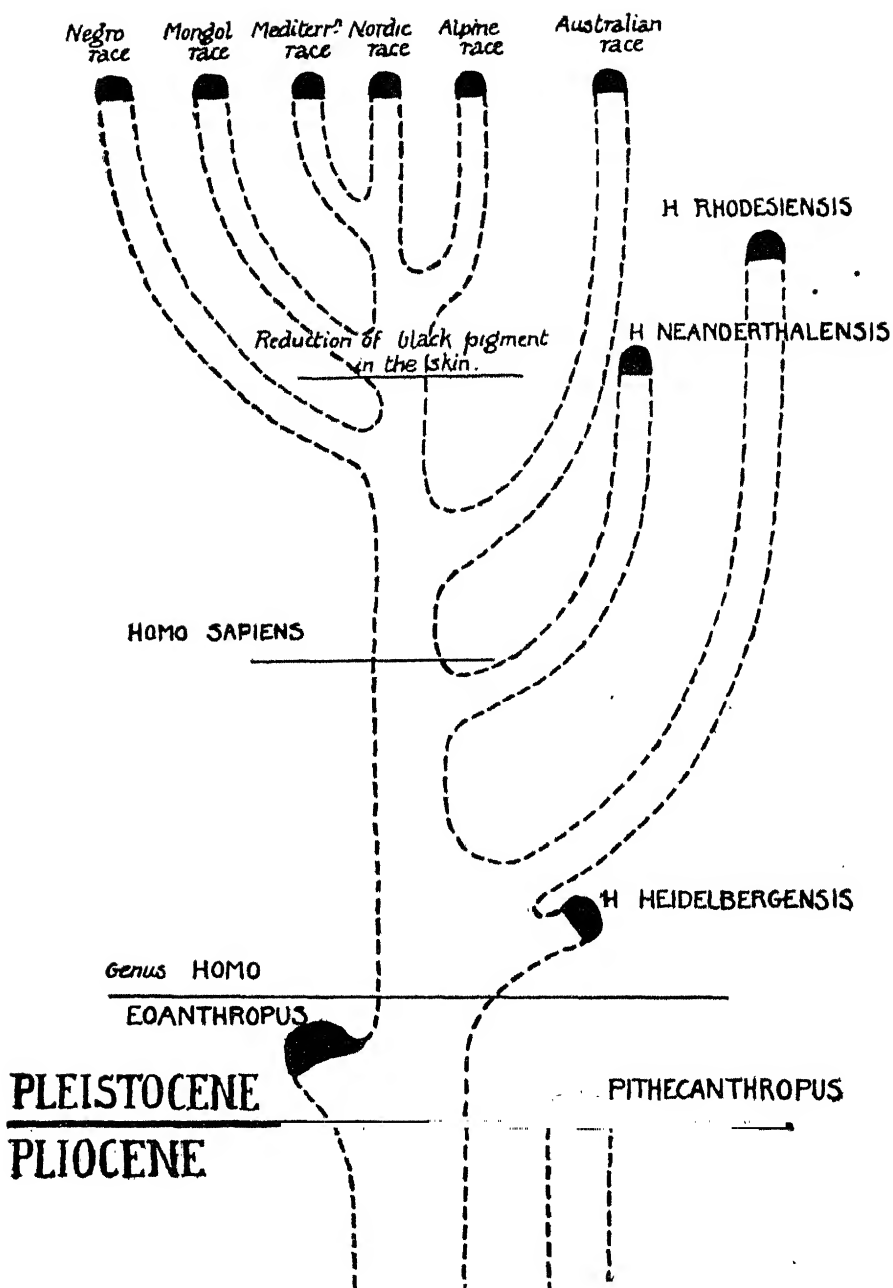 Negro race
Mongol race
Mediterrn race
Nordic race
Alpine race
Australian race
H RHODESIENSIS
H NEANDERTHALENSIS
Reduction of black pigment
in the skin.
HOMO SAPIENS
H HEIDELBERGENSIS
Genus HOMO
EOANTHROPUS
PLEISTOCENE
PITHECANTHROPUS
PLIOCENE